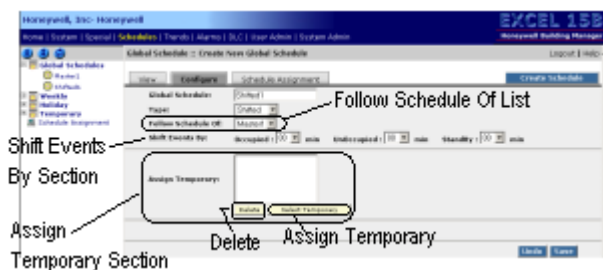 Honeywell, Inc- Honeywell
EXCEL 15B
Home | System | Special | Schedules | Trends | Alarms | DLC | User Admin | System Admin
Honeywell Building Manager
Global Schedule :: Create New Global Schedule
Logout | Help
Global Schedules
Master1
Weekly
Holiday
Temporary
Schedule Assignment
View
Configure
Schedule Assignment
Create Schedule
Global Schedule: Shifted1
Type: Shifted
Follow Schedule Of: Master1
Follow Schedule Of List
Shift Events By: Occupied : 00 min Unoccupied : 00 min Standby : 00 min
Shift Events
By Section
Assign Temporary:
Delete
Select Temporary
Assign
Temporary Section
Delete
Assign Temporary
Undo
Save